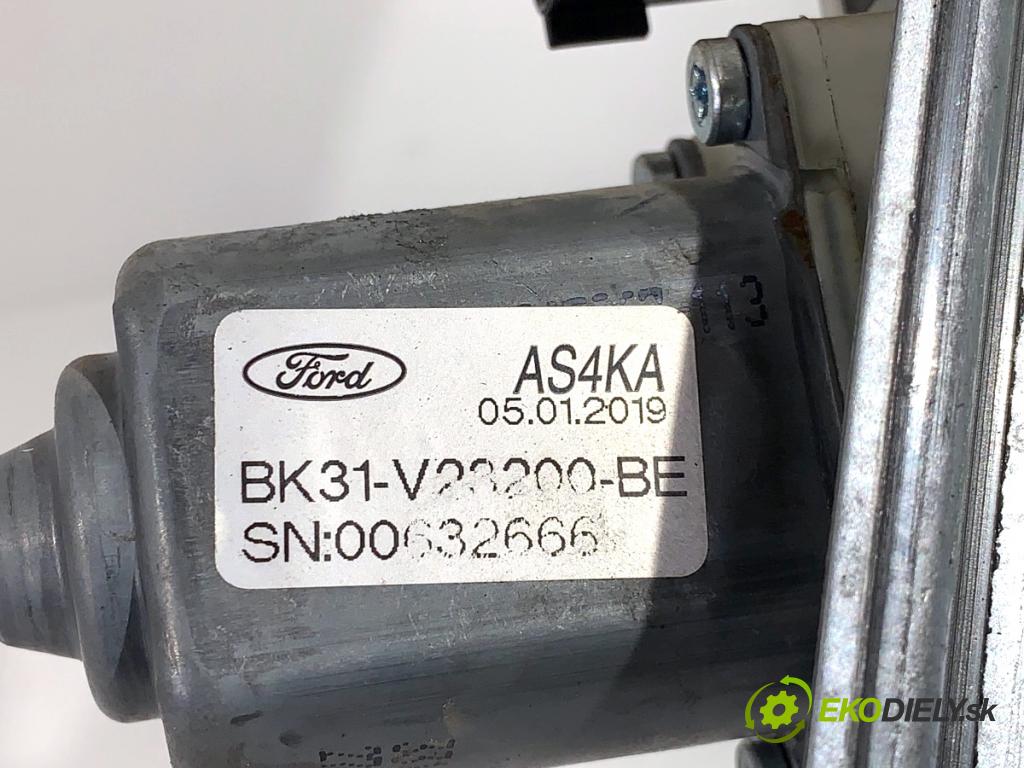 Ford
AS4KA
05.01.2019
BK31-V23200-BE
SN:00632666
EKODIELY.sk